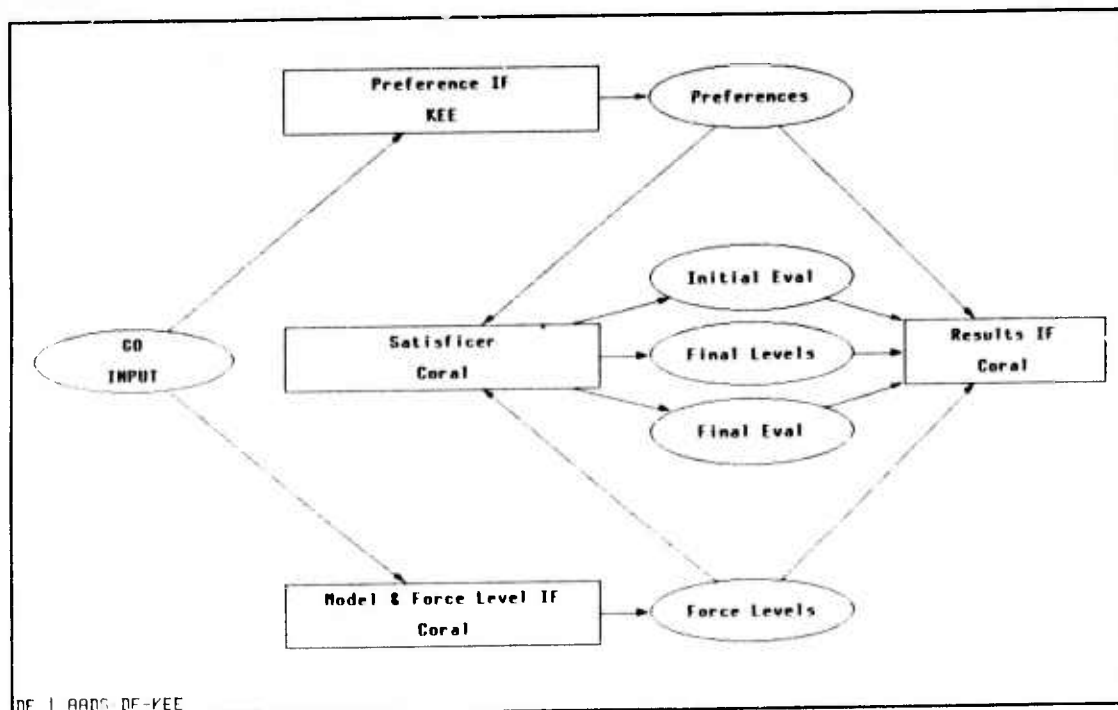 Preference IF
KEE
Preferences
Initial Eval
GO
INPUT
Satisficer
Coral
Final Levels
Results IF
Coral
Final Eval
Model & Force Level IF
Coral
Force Levels